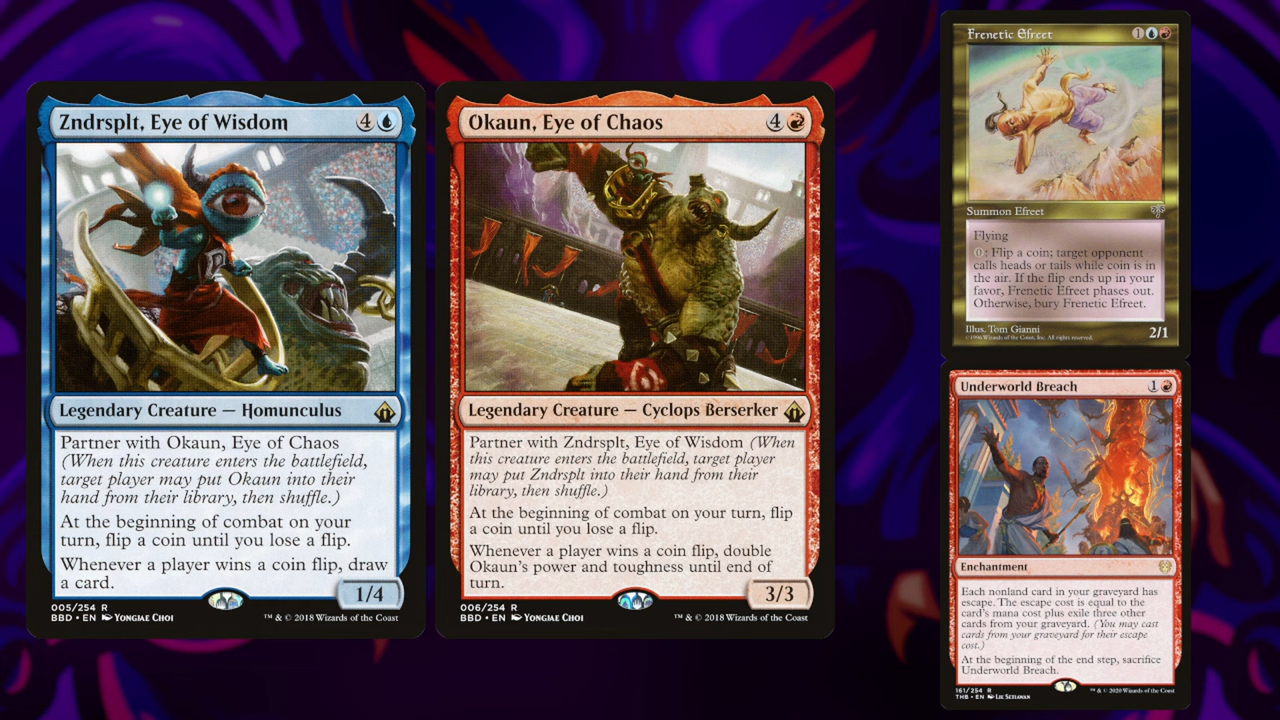 Zndrsplt, Eye of Wisdom 4
Legendary Creature — Homunculus
Partner with Okaun, Eye of Chaos
(When this creature enters the battlefield,
target player may put Okaun into their
hand from their library, then shuffle.)
At the beginning of combat on your
turn, flip a coin until you lose a flip.
Whenever a player wins a coin flip, draw
a card.
1/4
005/254 R
BBD • EN Yongjae Choi
™ & © 2018 Wizards of the Coast
Okaun, Eye of Chaos 4
Legendary Creature — Cyclops Berserker
Partner with Zndrsplt, Eye of Wisdom (When
this creature enters the battlefield, target
player may put Zndrsplt into their hand from
their library, then shuffle.)
At the beginning of combat on your turn, flip
a coin until you lose a flip.
Whenever a player wins a coin flip, double
Okaun's power and toughness until end of
turn.
3/3
006/254 R
BBD • EN Yongjae Choi
™ & © 2018 Wizards of the Coast
Frenetic Efreet 1
Summon Efreet
Flying
0: Flip a coin; target opponent
calls heads or tails while coin is in
the air. If the flip ends up in your
favor, Frenetic Efreet phases out.
Otherwise, bury Frenetic Efreet.
Illus. Tom Gianni
©1996 Wizards of the Coast, Inc. All rights reserved.
2/1
Underworld Breach 1
Enchantment
Each nonland card in your graveyard has
escape. The escape cost is equal to the
card's mana cost plus exile three other
cards from your graveyard. (You may cast
cards from your graveyard for their escape
cost.)
At the beginning of the end step, sacrifice
Underworld Breach.
161/254 R
THB • EN Lie Setiawan
™ & © 2020 Wizards of the Coast